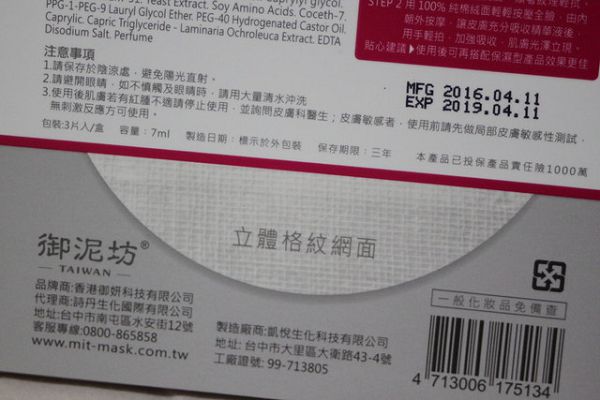 PPG-1-PEG-9 Lauryl Glycol Ether. PEG-40 Hydrogenated Castor Oil.
Caprylic. Capric Triglyceride - Laminaria Ochroleuca Extract. EDTA
Disodium Salt. Perfume
STEP 2 用 100% 純棉絨面輕輕按壓全臉，由內
朝外按摩，讓皮膚充分吸收精華液後，
用手輕拍，加強吸收，肌膚光澤立現。
貼心建議▶使用後可再搭配保濕型產品效果更佳
注意事項
1.請保存於陰涼處，避免陽光直射。
2.請避開眼睛，如不慎觸及眼睛時，請用大量清水沖洗
3.使用後肌膚若有紅腫不適請停止使用，並詢問皮膚科醫生；皮膚敏感者，使用前請先做局部皮膚敏感性測試，
無刺激反應方可使用。
MFG 2016.04.11
EXP 2019.04.11
包裝:3片入/盒 容量：7ml 製造日期：標示於外包裝 保存期限：三年 本產品已投保產品責任險1000萬
立體格紋網面
御泥坊®
TAIWAN
品牌商:香港御妍科技有限公司
代理商:詩丹生化國際有限公司
地址:台中市南屯區水安街12號
客服專線:0800-865858
www.mit-mask.com.tw
製造廠商:凱悅生化科技有限公司
地址:台中市大里區大衛路43-4號
工廠證號: 99-713805
一般化妝品免備查
4 713006 175134